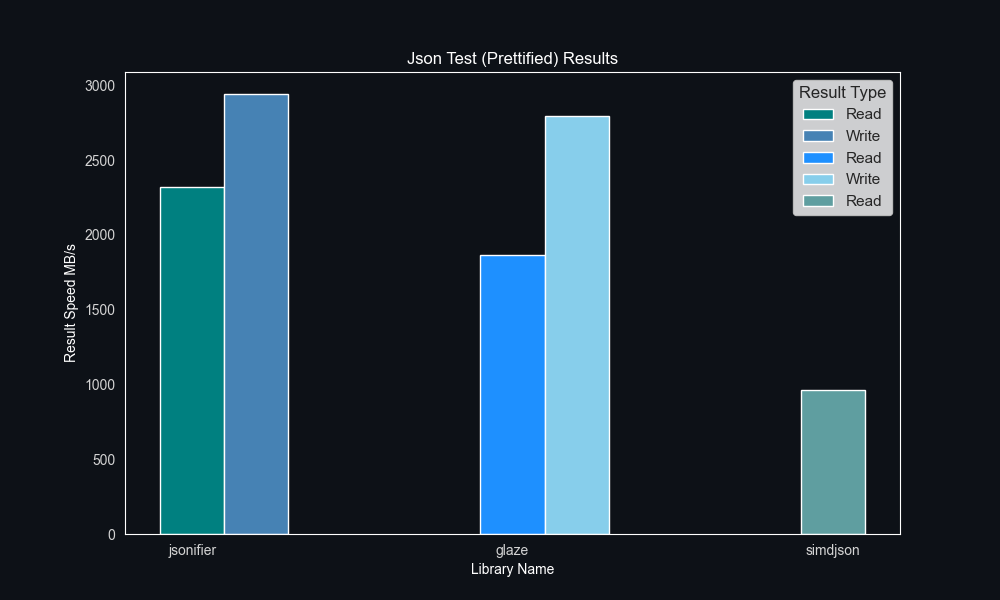 Json Test (Prettified) Results
Result Speed MB/s
3000
2500
2000
1500
1000
500
0
Result Type
Read
Write
Read
Write
Read
jsonifier
glaze
simdjson
Library Name